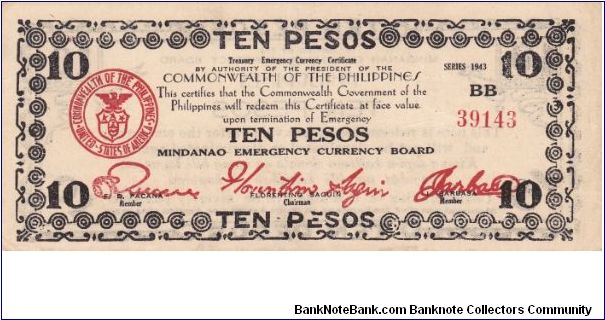 TEN PESOS
10 10
Treasury Emergency Currency Certificate
BY AUTHORITY OF THE PRESIDENT OF THE
COMMONWEALTH OF THE PHILIPPINES
SERIES 1943
This certifies that the Commonwealth Government of the
Philippines will redeem this Certificate at face value
upon termination of Emergency
BB
39143
COMMONWEALTH OF THE PHILIPPINES
UNITED STATES OF AMERICA
TEN PESOS
MINDANAO EMERGENCY CURRENCY BOARD
10 10
PACANA
Member
FLORENTINO SAGUIN
Chairman
BARBASA
Member
TEN PESOS
BankNoteBank.com Banknote Collectors Community